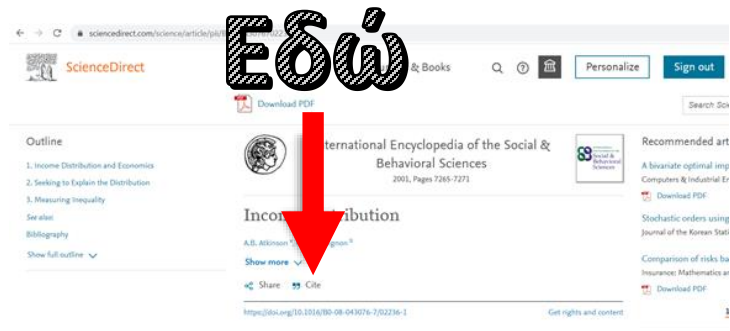 sciencedirect.com/science/article/pii/
Εδώ
ScienceDirect
& Books
Personalize
Sign out
Download PDF
Outline
1. Income Distribution and Economics
2. Seeking to Explain the Distribution
3. Measuring Inequality
See also:
Bibliography
Show full outline
International Encyclopedia of the Social &
Behavioral Sciences
2001, Pages 7265-7271
A.B. Atkinson
Show more
Share
Cite
https://doi.org/10.1016/B0-08-043076-7/02236-1
Get rights and content
Recommended art
A bivariate optimal imp
Computers & Industrial En
Download PDF
Stochastic orders using
Journal of the Korean Stati
Comparison of risks ba
Insurance: Mathematics an
Download PDF